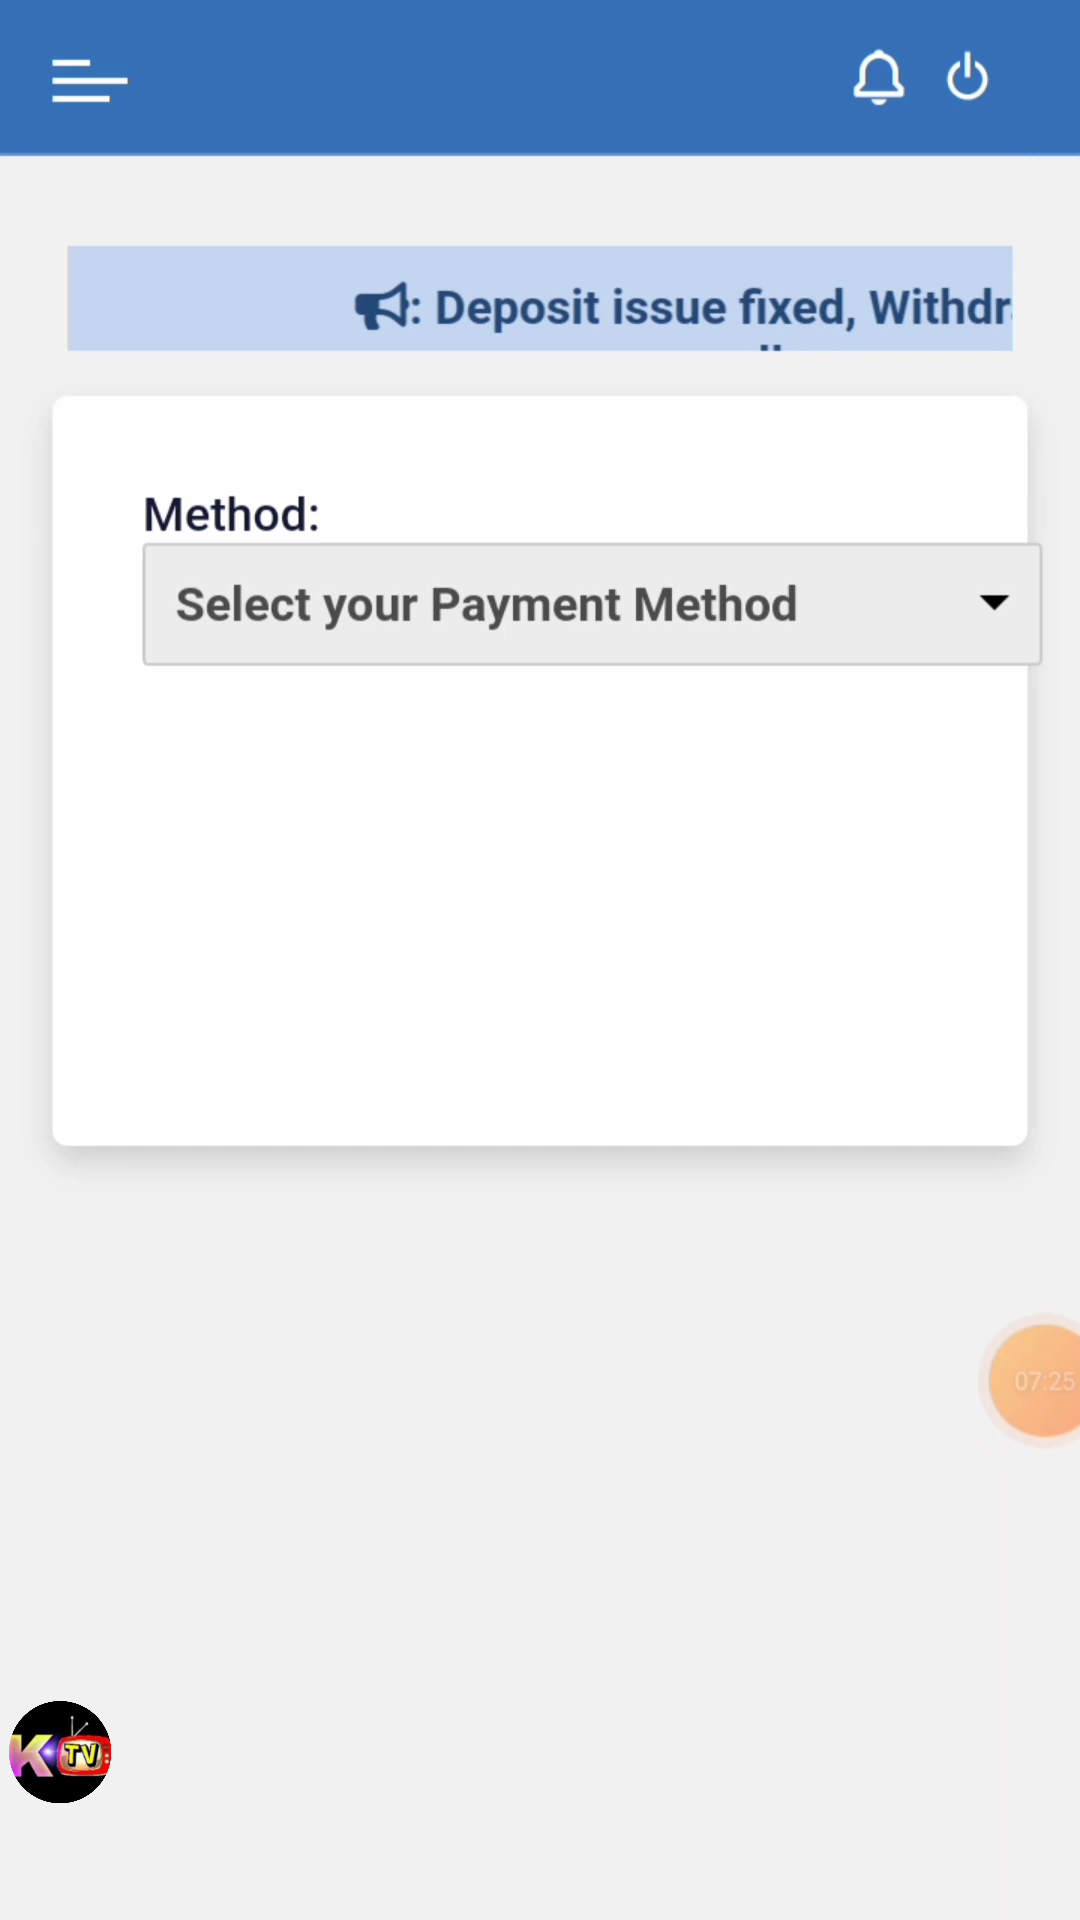 : Deposit issue fixed, Withdr
Method:
Select your Payment Method
07:25
K TV